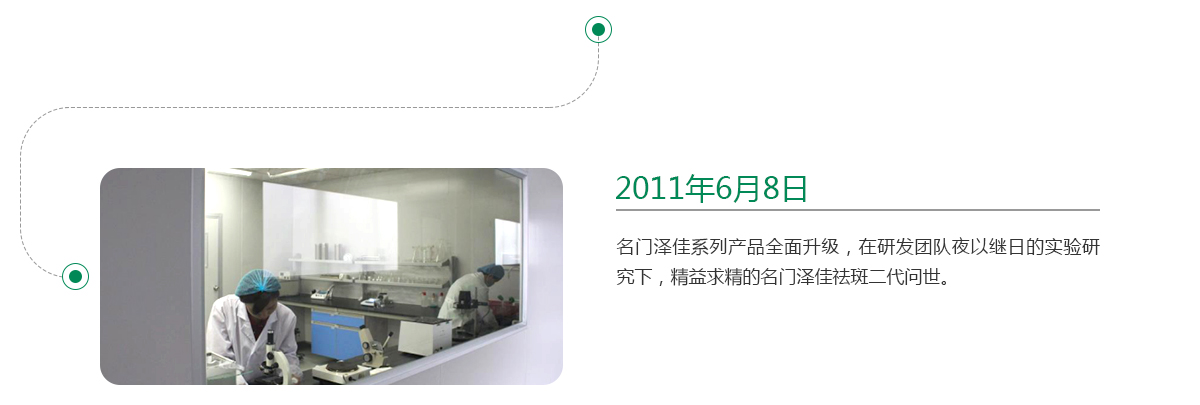 2011年6月8日
名门泽佳系列产品全面升级，在研发团队夜以继日的实验研
究下，精益求精的名门泽佳祛斑二代问世。